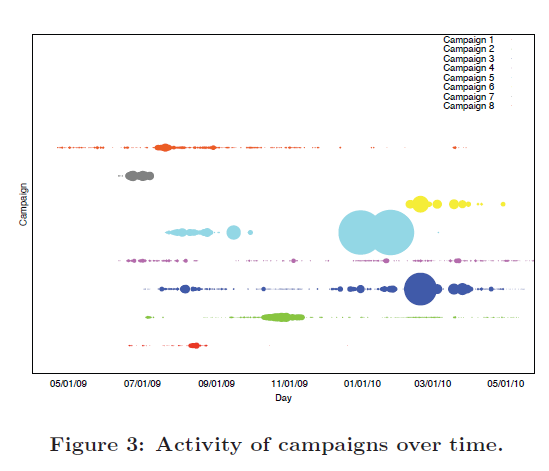 Campaign 1
Campaign 2
Campaign 3
Campaign 4
Campaign 5
Campaign 6
Campaign 7
Campaign 8
Campaign
05/01/09 07/01/09 09/01/09 11/01/09 01/01/10 03/01/10 05/01/10
Day
Figure 3: Activity of campaigns over time.